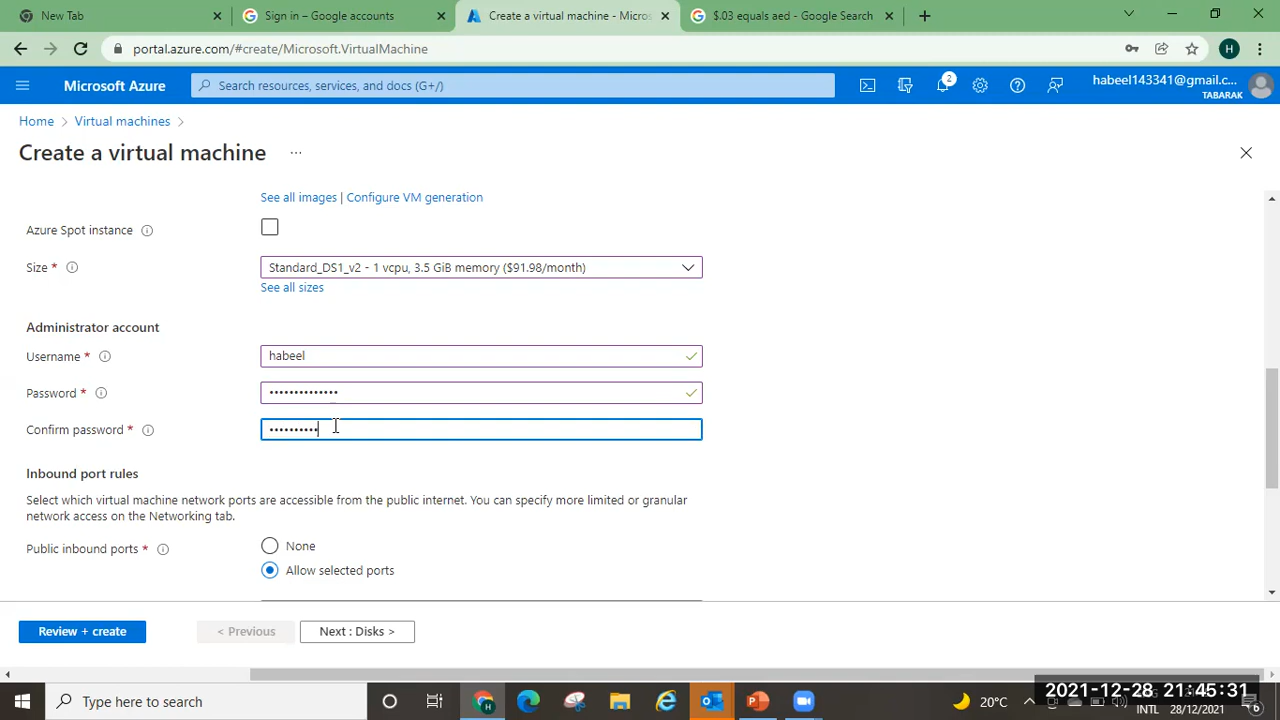 New Tab
Sign in – Google accounts
Create a virtual machine - Micros
$.03 equals aed - Google Search
portal.azure.com/#create/Microsoft.VirtualMachine
H
Microsoft Azure
Search resources, services, and docs (G+/)
2
habeel143341@gmail.c...
TABARAK
Home
Virtual machines
Create a virtual machine
See all images | Configure VM generation
Azure Spot instance
Size *
Standard_DS1_v2 - 1 vcpu, 3.5 GiB memory ($91.98/month)
See all sizes
Administrator account
Username *
habeel
Password *
••••••••••••••
Confirm password *
••••••••••
Inbound port rules
Select which virtual machine network ports are accessible from the public internet. You can specify more limited or granular
network access on the Networking tab.
Public inbound ports *
None
Allow selected ports
Review + create
< Previous
Next : Disks >
Type here to search
20°C
2021-12-28 21:45:31
INTL
28/12/2021
6